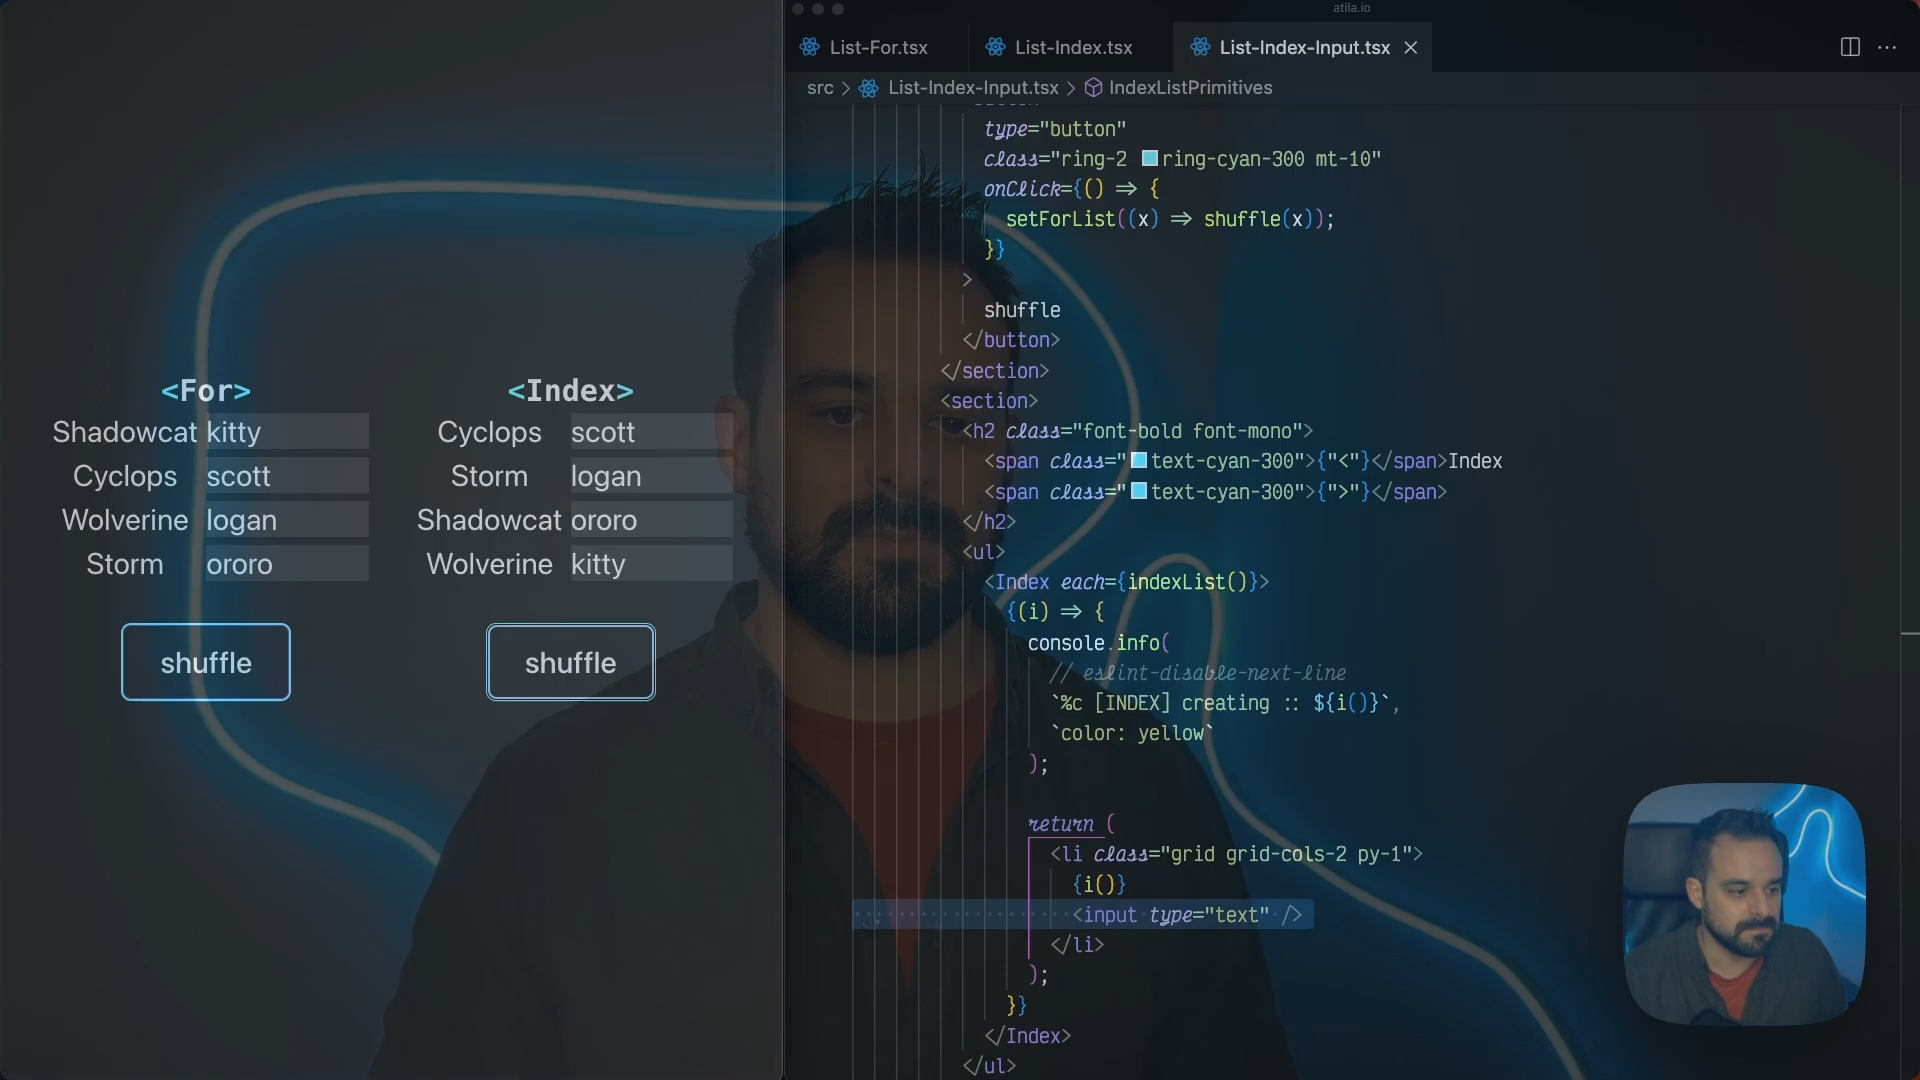 atila.io
List-For.tsx
List-Index.tsx
List-Index-Input.tsx
src > List-Index-Input.tsx > IndexListPrimitives
type="button"
class="ring-2 ring-cyan-300 mt-10"
onClick={() => {
setForList((x) => shuffle(x));
}}
>
shuffle
</button>
</section>
<section>
<h2 class="font-bold font-mono">
<span class="text-cyan-300">{"<"}</span>Index
<span class="text-cyan-300">{">"}</span>
</h2>
<ul>
<Index each={indexList()}>
{(i) => {
console.info(
// eslint-disable-next-line
`%c [INDEX] creating :: ${i()}`,
`color: yellow`
);
return (
<li class="grid grid-cols-2 py-1">
{i()}
<input type="text" />
</li>
);
}}
</Index>
</ul>
<For>
Shadowcat kitty
Cyclops scott
Wolverine logan
Storm ororo
shuffle
<Index>
Cyclops scott
Storm logan
Shadowcat ororo
Wolverine kitty
shuffle